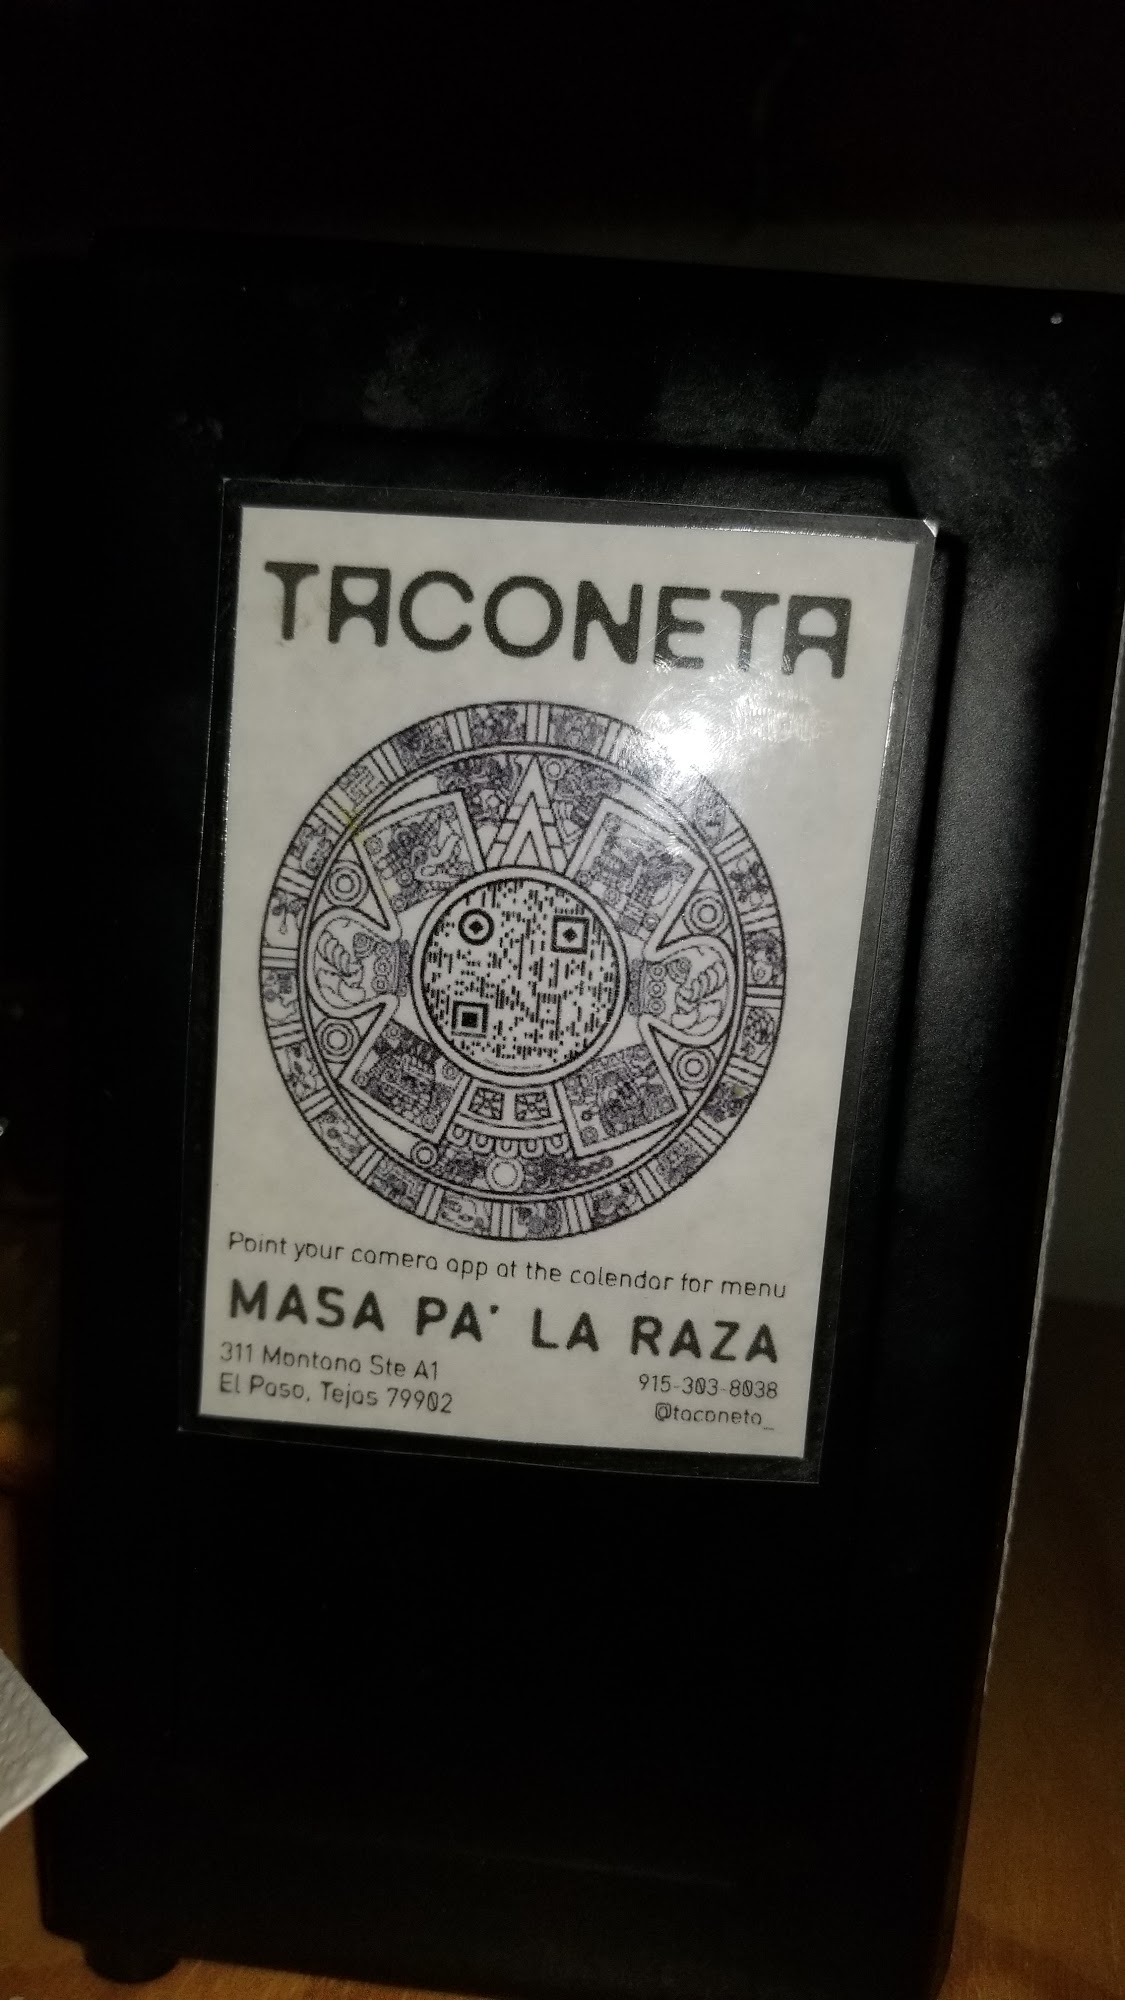 TACONETA
Point your camera app at the calendar for menu
MASA PA' LA RAZA
311 Montana Ste A1
El Paso, Tejas 79902
915-303-8038
@taconeta_